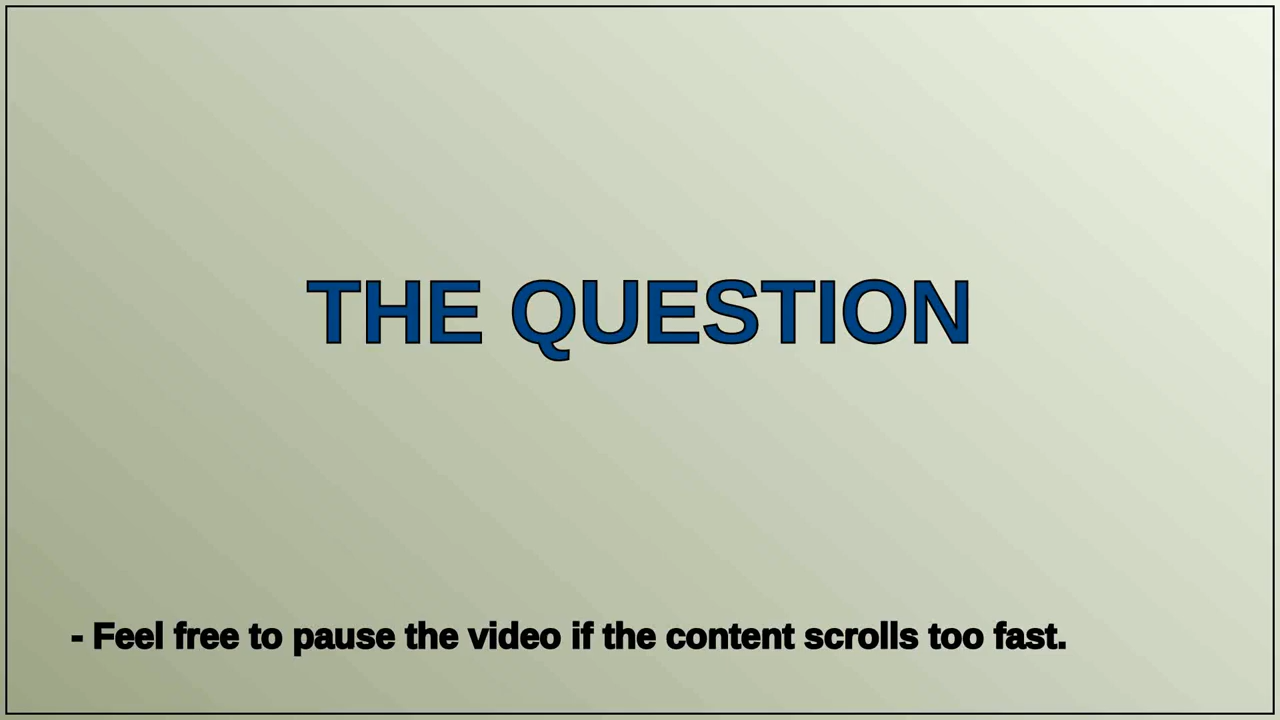 THE QUESTION
- Feel free to pause the video if the content scrolls too fast.